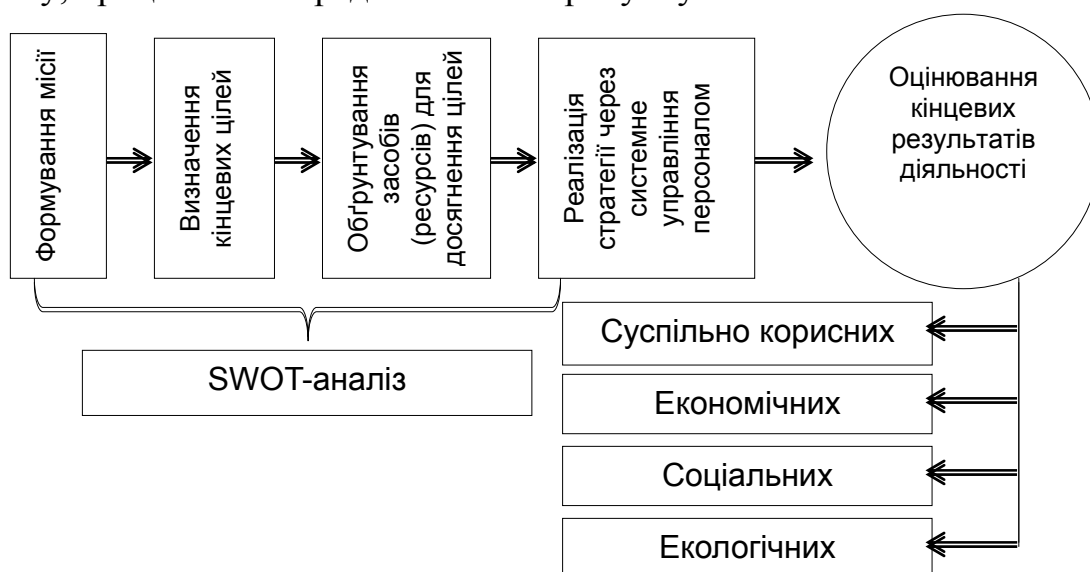 Формування місії
Визначення
кінцевих цілей
Обґрунтування
засобів
(ресурсів) для
досягнення цілей
Реалізація
стратегії через
системне
управління
персоналом
Оцінювання
кінцевих
результатів
діяльності
SWOT-аналіз
Суспільно корисних
Економічних
Соціальних
Екологічних